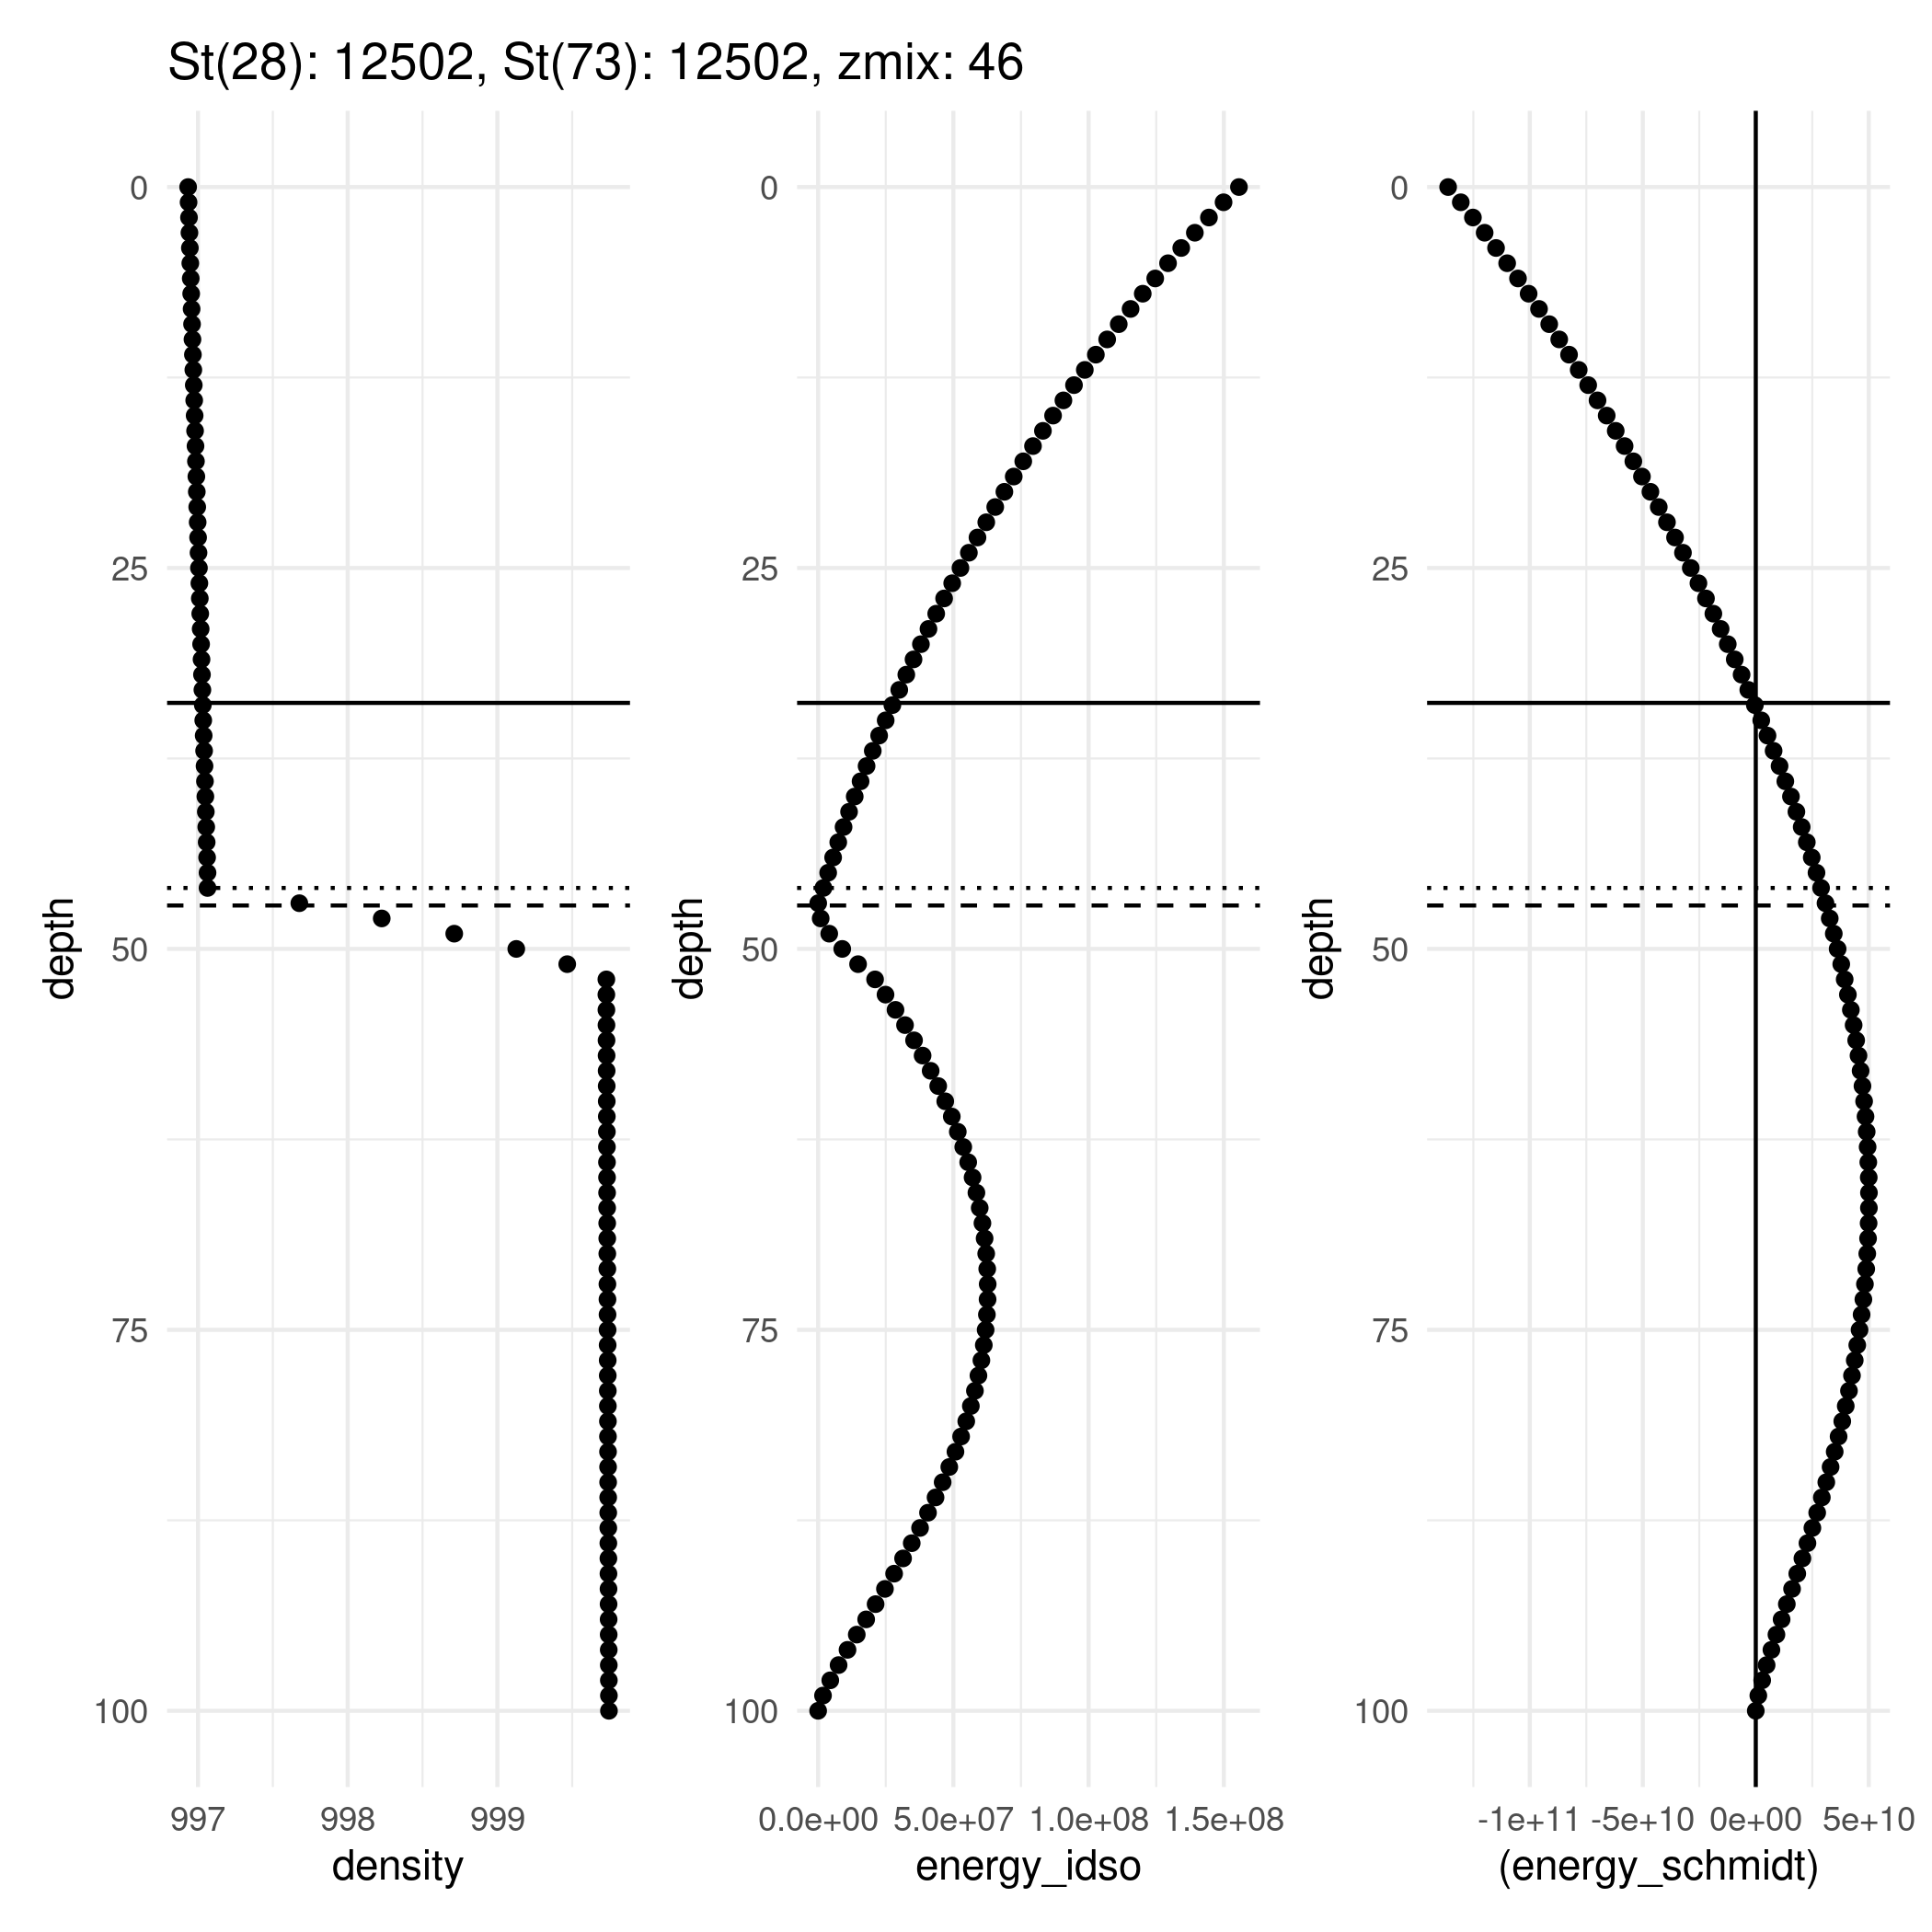 St(28): 12502, St(73): 12502, zmix: 46
0
25
50
75
100
depth
997 998 999
density
0
25
50
75
100
depth
0.0e+00 5.0e+07 1.0e+08 1.5e+08
energy_idso
0
25
50
75
100
depth
-1e+11 -5e+10 0e+00 5e+10
(energy_schmidt)